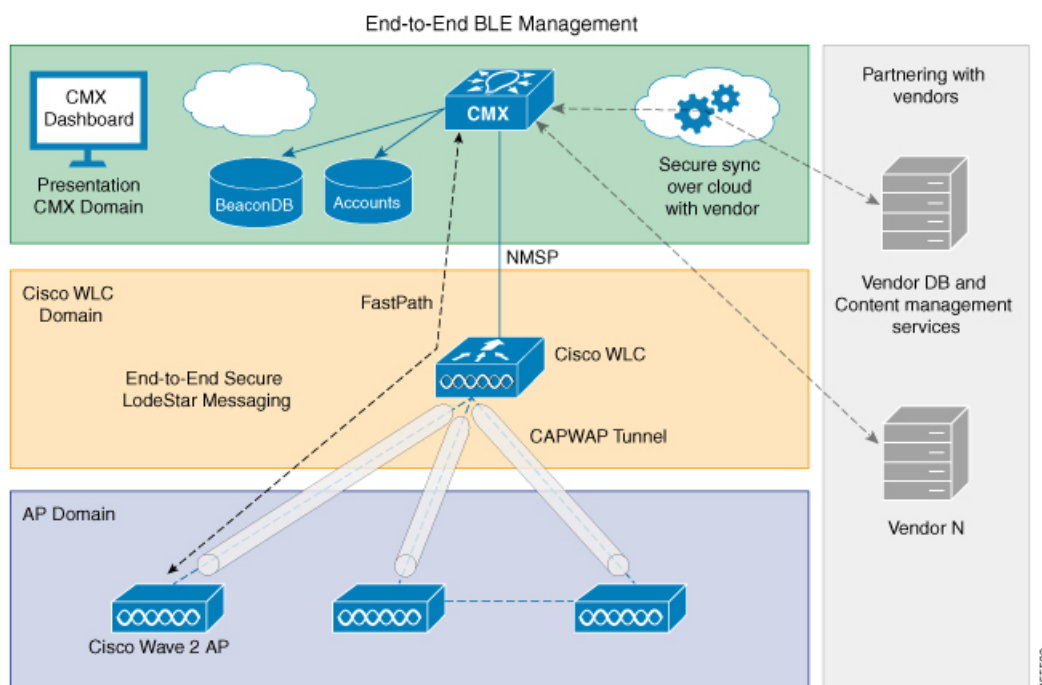 End-to-End BLE Management
CMX
Dashboard
Presentation
CMX Domain
BeaconDB
Accounts
CMX
Secure sync
over cloud
with vendor
Partnering with
vendors
Vendor DB and
Content management
services
Vendor N
NMSP
Cisco WLC
Domain
FastPath
Cisco WLC
End-to-End Secure
LodeStar Messaging
CAPWAP Tunnel
AP Domain
Cisco Wave 2 AP